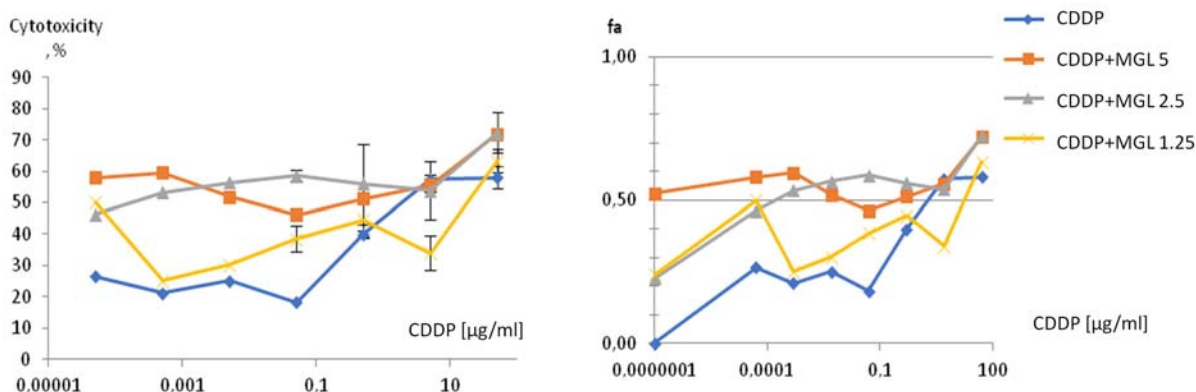 Cytotoxicity
, %
90
80
70
60
50
40
30
20
10
0
0.00001
0.001
0,1
10
CDDP [µg/ml]
fa
1,00
0,50
0,00
0,0000001
0,0001
0,1
100
CDDP [µg/ml]
CDDP
CDDP+MGL 5
CDDP+MGL 2.5
CDDP+MGL 1.25